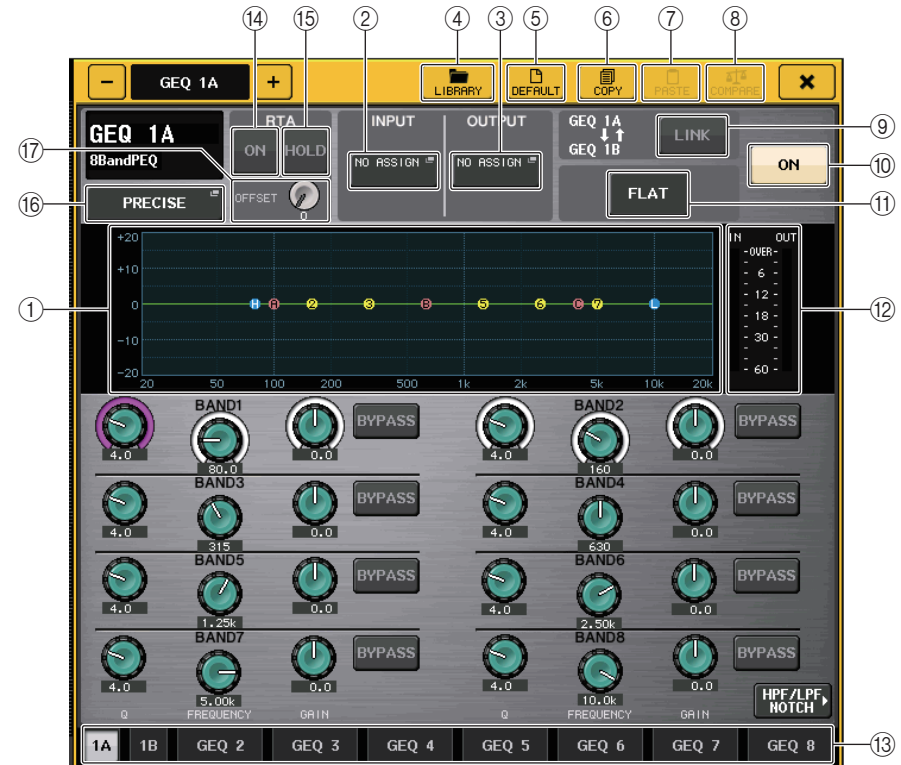 ⑭ ⑮ ② ④ ③ ⑤ ⑥ ⑦ ⑧
− GEQ 1A +
LIBRARY DEFAULT COPY PASTE COMPARE ×
GEQ 1A
8BandPEQ
RTA
ON HOLD
OFFSET
0
INPUT OUTPUT
NO ASSIGN NO ASSIGN
GEQ 1A
↓↑
GEQ 1B
LINK ⑨
ON ⑩
⑰
⑯ PRECISE
FLAT ⑪
① ⑫
+20
+10
0
−10
−20
20 50 100 200 500 1k 2k 5k 10k 20k
H A 2 3 B 5 6 C 7 L
IN OUT
-OVER-
- 6 -
- 12 -
- 18 -
- 30 -
- 60 -
BAND1 BYPASS
4.0 80.0 0.0
BAND2 BYPASS
4.0 160 0.0
BAND3 BYPASS
4.0 315 0.0
BAND4 BYPASS
4.0 630 0.0
BAND5 BYPASS
4.0 1.25k 0.0
BAND6 BYPASS
4.0 2.50k 0.0
BAND7 BYPASS
4.0 5.00k 0.0
BAND8 BYPASS
4.0 10.0k 0.0
Q FREQUENCY GAIN Q FREQUENCY GAIN
HPF/LPF
NOTCH
1A 1B GEQ 2 GEQ 3 GEQ 4 GEQ 5 GEQ 6 GEQ 7 GEQ 8 ⑬